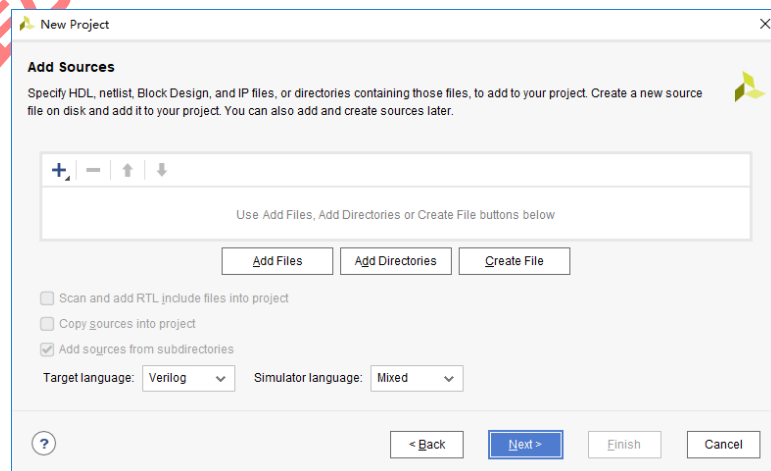 New Project
Add Sources
Specify HDL, netlist, Block Design, and IP files, or directories containing those files, to add to your project. Create a new source
file on disk and add it to your project. You can also add and create sources later.
Use Add Files, Add Directories or Create File buttons below
Add Files Add Directories Create File
Scan and add RTL include files into project
Copy sources into project
Add sources from subdirectories
Target language: Verilog Simulator language: Mixed
? < Back Next > Finish Cancel